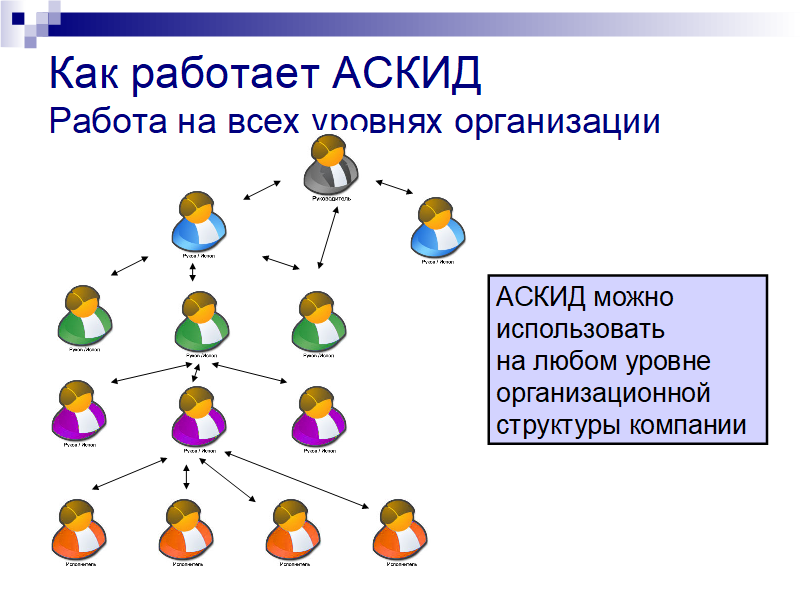 Как работает АСКИД
Работа на всех уровнях организации
Руководитель
Руков / Испол
Руков / Испол
Руков / Испол
Руков / Испол
Руков / Испол
Руков / Испол
Руков / Испол
Руков / Испол
Исполнитель
Исполнитель
Исполнитель
Исполнитель
АСКИД можно
использовать
на любом уровне
организационной
структуры компании